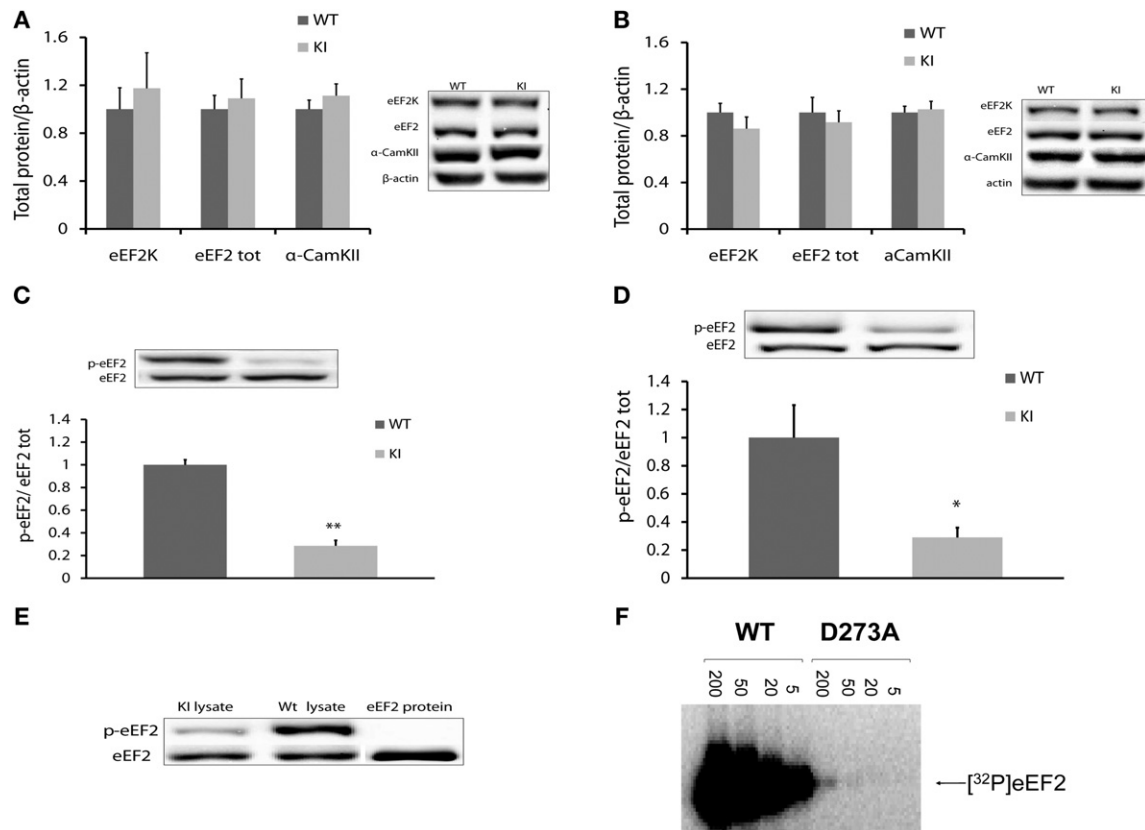 A
WT
KI
Total protein/β-actin
1.6
1.2
0.8
0.4
0
eEF2K
eEF2 tot
α-CamKII
WT KI
eEF2K
eEF2
α-CamKII
β-actin
B
WT
KI
Total protein/β-actin
1.6
1.2
0.8
0.4
0
eEF2K
eEF2 tot
aCamKII
WT KI
eEF2K
eEF2
α-CamKII
actin
C
p-eEF2
eEF2
p-eEF2/ eEF2 tot
1.4
1.2
1
0.8
0.6
0.4
0.2
0
**
WT
KI
D
p-eEF2
eEF2
p-eEF2/eEF2 tot
1.4
1.2
1
0.8
0.6
0.4
0.2
0
*
WT
KI
E
KI lysate Wt lysate eEF2 protein
p-eEF2
eEF2
F
WT D273A
200 50 20 5 200 50 20 5
[³²P]eEF2